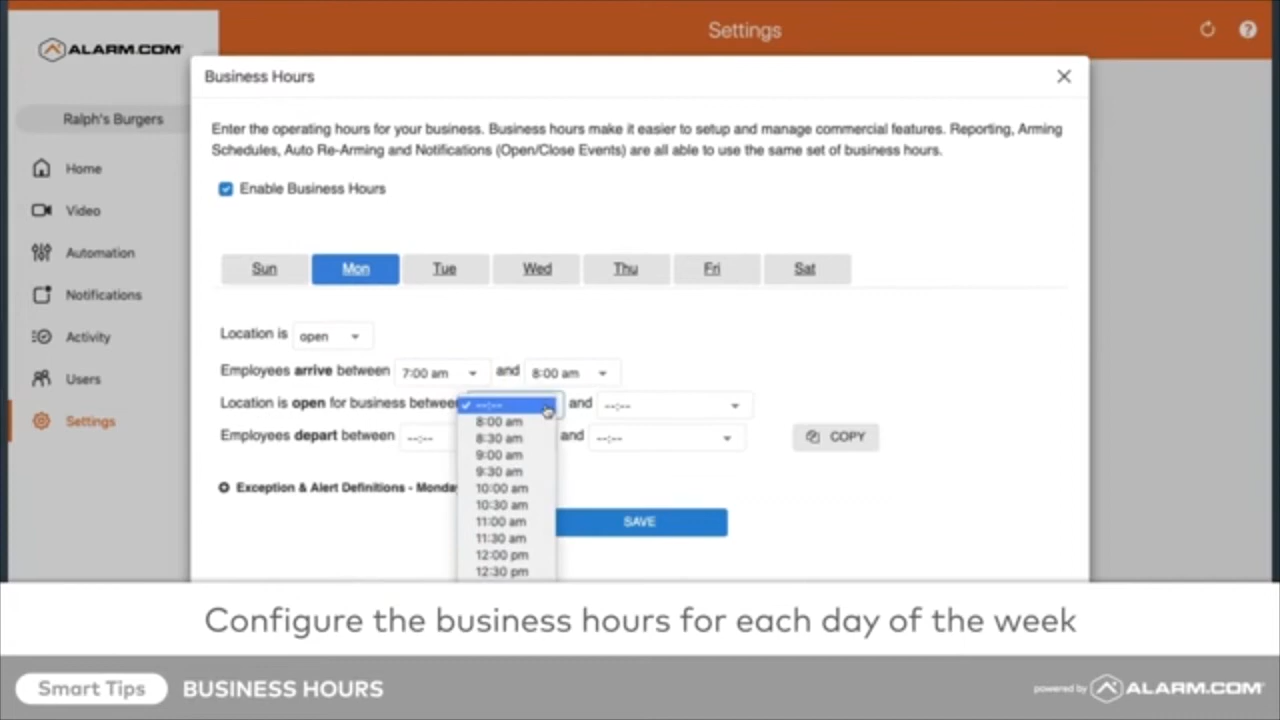 Settings
ALARM.COM
Business Hours
Ralph's Burgers
Enter the operating hours for your business. Business hours make it easier to setup and manage commercial features. Reporting, Arming
Schedules, Auto Re-Arming and Notifications (Open/Close Events) are all able to use the same set of business hours.
Home
Enable Business Hours
Video
Automation
Sun Mon Tue Wed Thu Fri Sat
Notifications
Activity
Location is open
Users
Employees arrive between 7:00 am and 8:00 am
Location is open for business between --:-- and --:--
Settings
8:00 am
Employees depart between --:-- and --:-- COPY
8:30 am
9:00 am
9:30 am
Exception & Alert Definitions - Monday
10:00 am
10:30 am
11:00 am
SAVE
11:30 am
12:00 pm
12:30 pm
Configure the business hours for each day of the week
Smart Tips BUSINESS HOURS powered by ALARM.COM